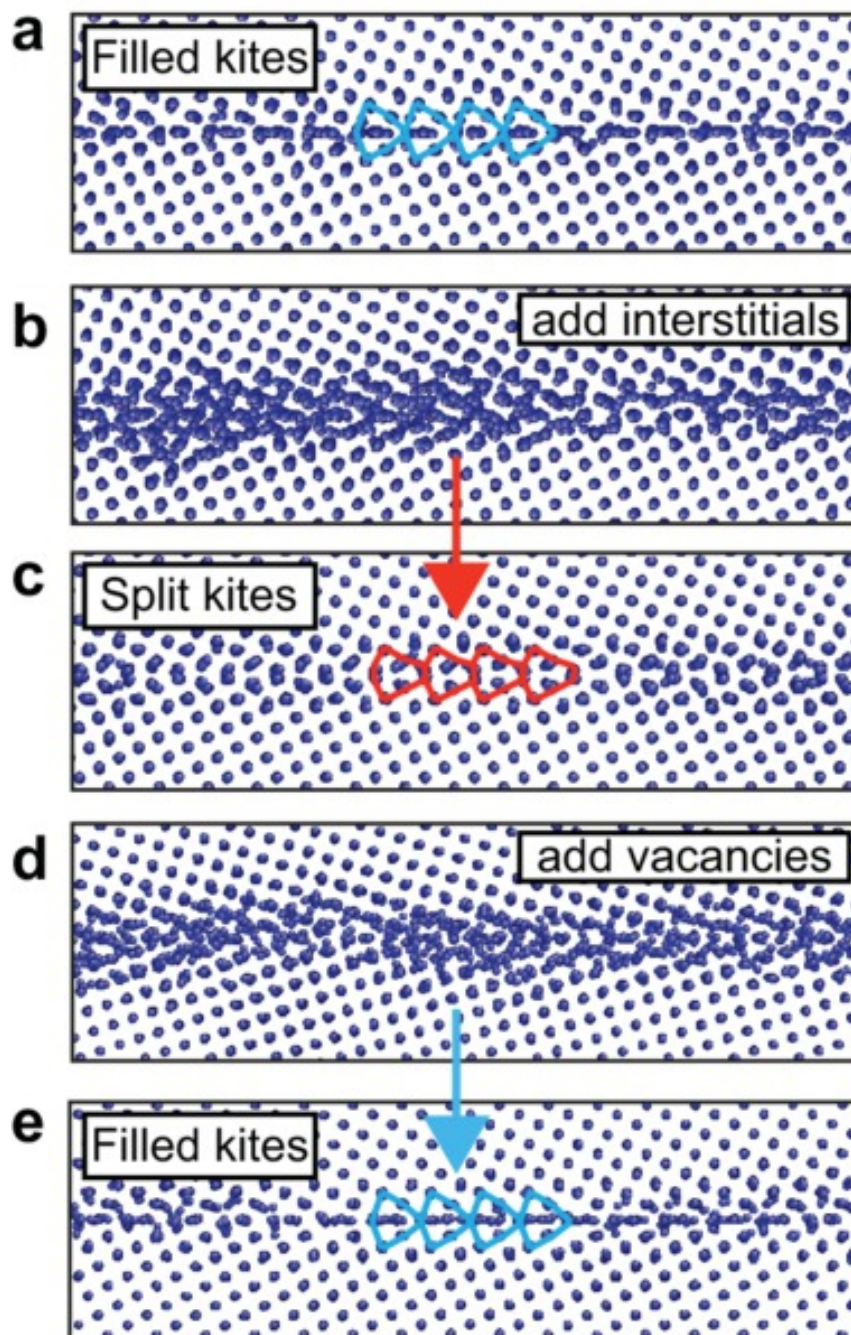 a
Filled kites
b
add interstitials
c
Split kites
d
add vacancies
e
Filled kites